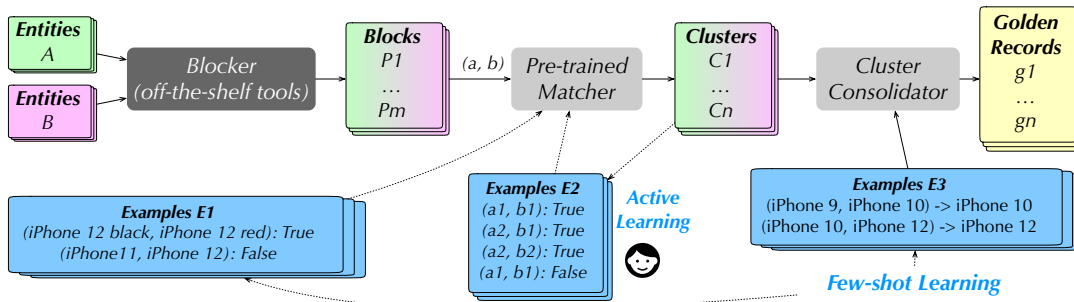 Entities
A
Entities
B
Blocker
(off-the-shelf tools)
Blocks
P1
...
Pm
(a, b)
Pre-trained
Matcher
Clusters
C1
...
Cn
Cluster
Consolidator
Golden
Records
g1
...
gn
Examples E1
(iPhone 12 black, iPhone 12 red): True
(iPhone11, iPhone 12): False
Examples E2
(a1, b1): True
(a2, b1): True
(a2, b2): True
(a1, b1): False
Active
Learning
Examples E3
(iPhone 9, iPhone 10) -> iPhone 10
(iPhone 10, iPhone 12) -> iPhone 12
Few-shot Learning